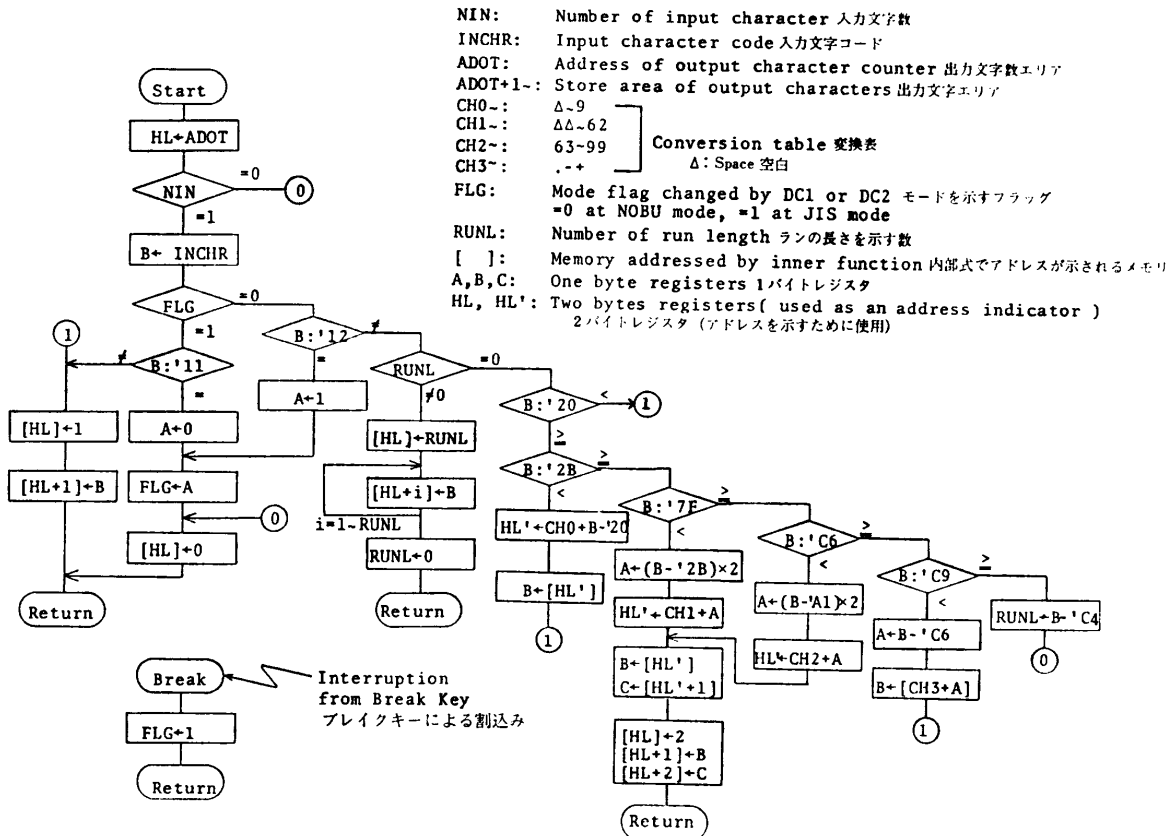 NIN: Number of input character 入力文字数
INCHR: Input character code 入力文字コード
ADOT: Address of output character counter 出力文字数エリア
ADOT+1~: Store area of output characters 出力文字エリア
CH0~: Δ~9
CH1~: ΔΔ~62
CH2~: 63~99
CH3~: .-+
Conversion table 変換表
Δ: Space 空白
FLG: Mode flag changed by DC1 or DC2 モードを示すフラッグ
=0 at NOBU mode, =1 at JIS mode
RUNL: Number of run length ランの長さを示す数
[ ]: Memory addressed by inner function 内部式でアドレスが示されるメモリ
A,B,C: One byte registers 1バイトレジスタ
HL, HL': Two bytes registers( used as an address indicator )
2バイトレジスタ (アドレスを示すために使用)
Start
HL←ADOT
NIN
=0
0
=1
B← INCHR
FLG
=0
=1
1
B:'11
≠
=
[HL]←1
[HL+1]←B
A←0
FLG←A
0
[HL]←0
Return
B:'12
≠
=
A←1
RUNL
=0
≠0
[HL]←RUNL
[HL+i]←B
i=1~RUNL
RUNL←0
Return
B:'20
<
1
≧
B:'2B
≧
<
HL'←CH0+B-'20
B←[HL']
1
B:'7F
≧
<
A←(B-'2B)×2
HL'←CH1+A
B←[HL']
C←[HL'+1]
[HL]←2
[HL+1]←B
[HL+2]←C
Return
B:'C6
≧
<
A←(B-'A1)×2
HL'←CH2+A
B:'C9
≧
<
A←B-'C6
B←[CH3+A]
1
RUNL←B-'C4
0
Break
Interruption
from Break Key
ブレイクキーによる割込み
FLG←1
Return